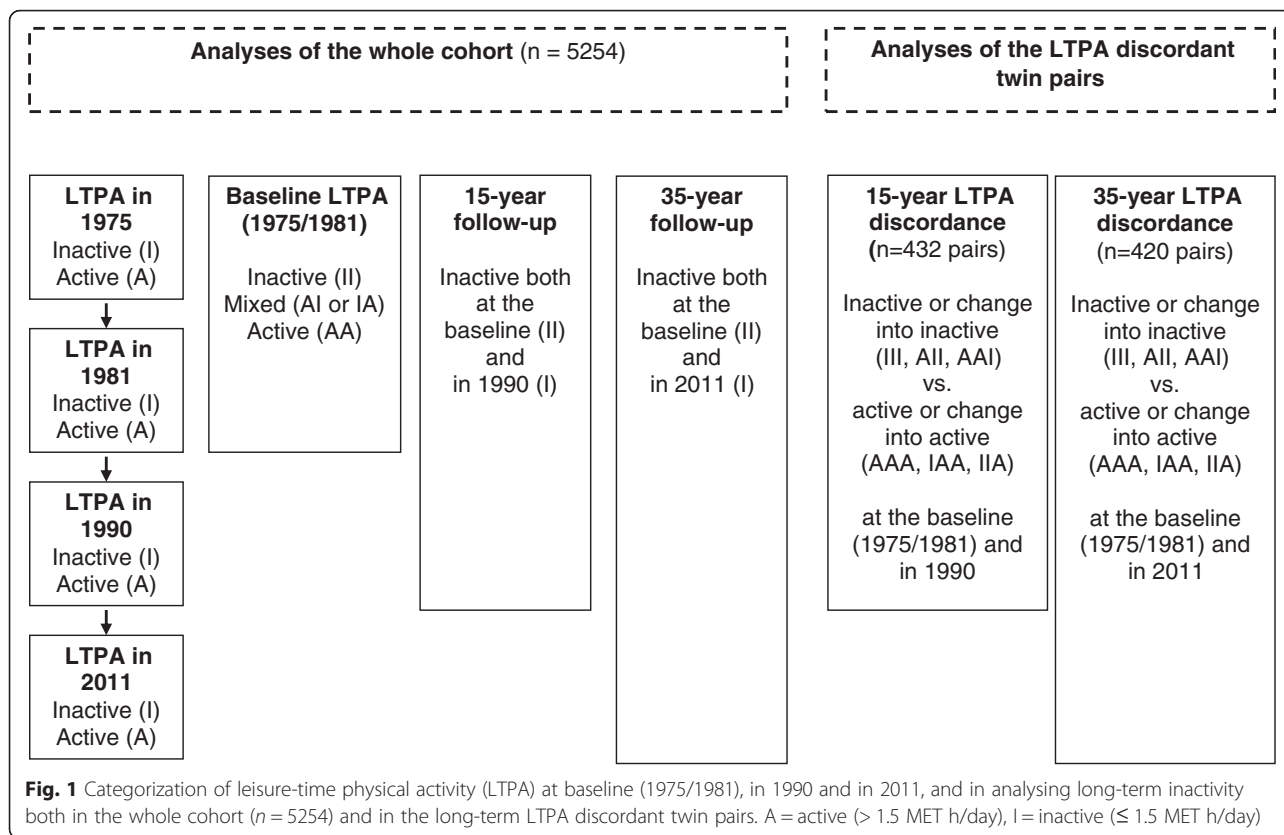 Analyses of the whole cohort (n = 5254)
Analyses of the LTPA discordant
twin pairs
LTPA in
1975
Inactive (I)
Active (A)
LTPA in
1981
Inactive (I)
Active (A)
LTPA in
1990
Inactive (I)
Active (A)
LTPA in
2011
Inactive (I)
Active (A)
Baseline LTPA
(1975/1981)
Inactive (II)
Mixed (AI or IA)
Active (AA)
15-year
follow-up
Inactive both
at the
baseline (II)
and
in 1990 (I)
35-year
follow-up
Inactive both
at the
baseline (II)
and
in 2011 (I)
15-year LTPA
discordance
(n=432 pairs)
Inactive or change
into inactive
(III, AII, AAI)
vs.
active or change
into active
(AAA, IAA, IIA)
at the baseline
(1975/1981) and
in 1990
35-year LTPA
discordance
(n=420 pairs)
Inactive or change
into inactive
(III, AII, AAI)
vs.
active or change
into active
(AAA, IAA, IIA)
at the baseline
(1975/1981) and
in 2011
Fig. 1 Categorization of leisure-time physical activity (LTPA) at baseline (1975/1981), in 1990 and in 2011, and in analysing long-term inactivity
both in the whole cohort (n = 5254) and in the long-term LTPA discordant twin pairs. A = active (> 1.5 MET h/day), I = inactive (≤ 1.5 MET h/day)